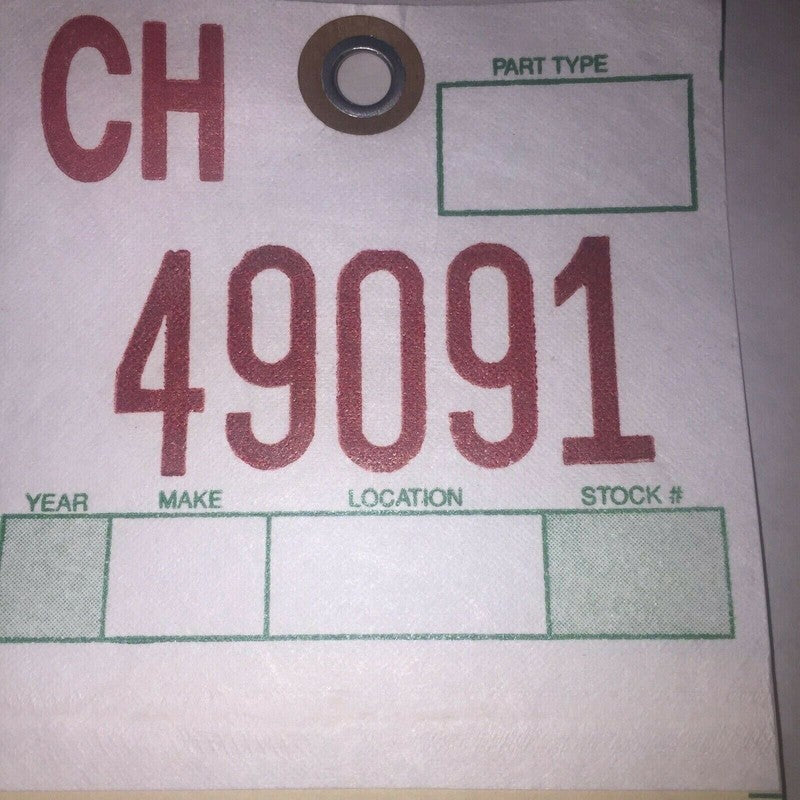 CH
PART TYPE
49091
YEAR MAKE LOCATION STOCK #